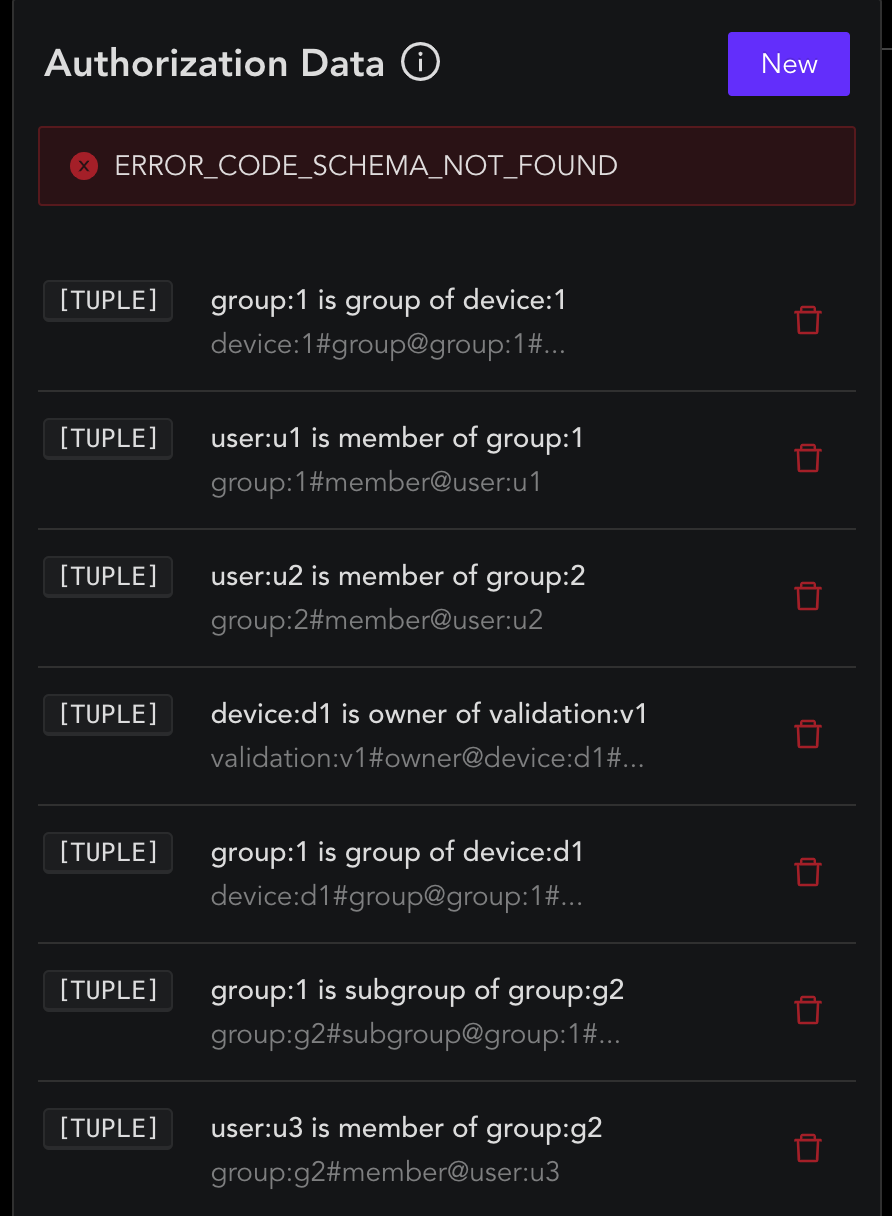 Authorization Data
New
ERROR_CODE_SCHEMA_NOT_FOUND
[TUPLE] group:1 is group of device:1
device:1#group@group:1#...
[TUPLE] user:u1 is member of group:1
group:1#member@user:u1
[TUPLE] user:u2 is member of group:2
group:2#member@user:u2
[TUPLE] device:d1 is owner of validation:v1
validation:v1#owner@device:d1#...
[TUPLE] group:1 is group of device:d1
device:d1#group@group:1#...
[TUPLE] group:1 is subgroup of group:g2
group:g2#subgroup@group:1#...
[TUPLE] user:u3 is member of group:g2
group:g2#member@user:u3